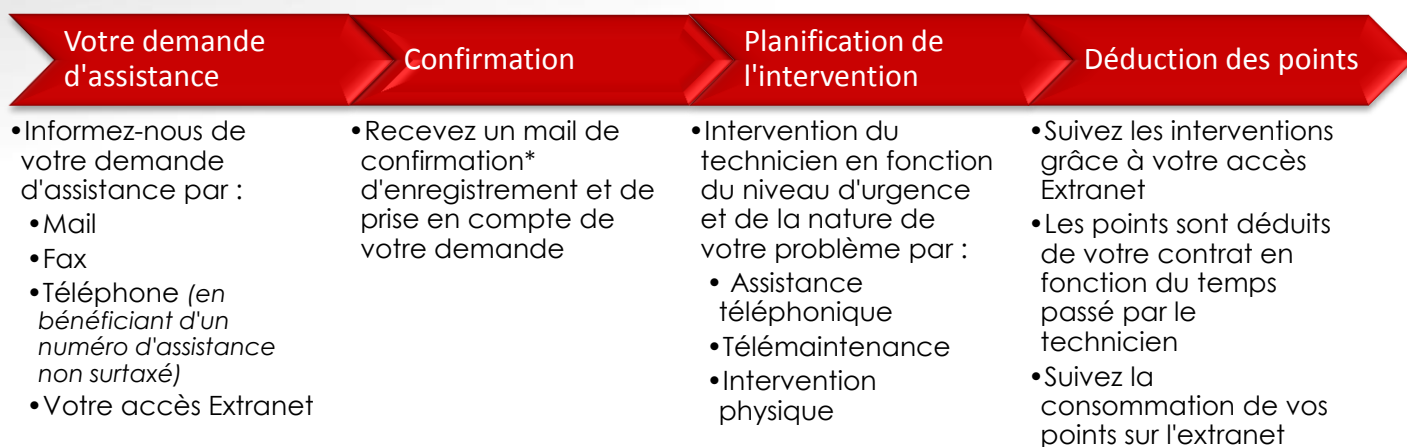 Votre demande
d'assistance
Confirmation
Planification de
l'intervention
Déduction des points
•Informez-nous de
votre demande
d'assistance par :
•Mail
•Fax
•Téléphone (en
bénéficiant d'un
numéro d'assistance
non surtaxé)
•Votre accès Extranet
•Recevez un mail de
confirmation*
d'enregistrement et de
prise en compte de
votre demande
•Intervention du
technicien en fonction
du niveau d'urgence
et de la nature de
votre problème par :
• Assistance
téléphonique
•Télémaintenance
•Intervention
physique
•Suivez les interventions
grâce à votre accès
Extranet
•Les points sont déduits
de votre contrat en
fonction du temps
passé par le
technicien
•Suivez la
consommation de vos
points sur l'extranet